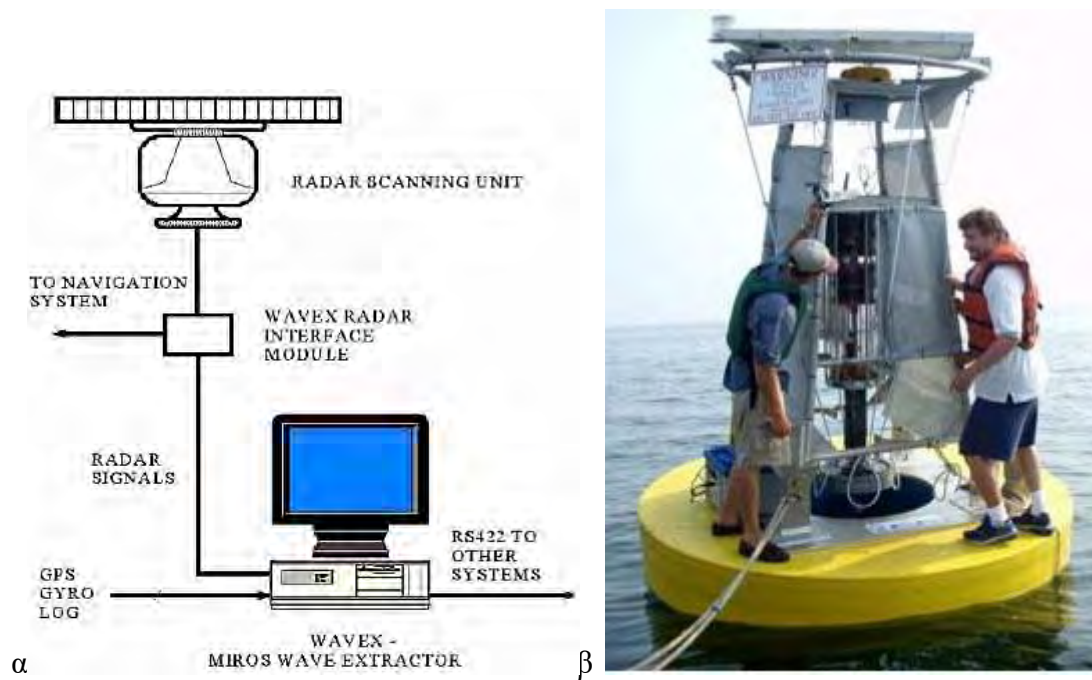 RADAR SCANNING UNIT
TO NAVIGATION
SYSTEM
WAVEX RADAR
INTERFACE
MODULE
RADAR
SIGNALS
RS422 TO
OTHER
SYSTEMS
GPS
GYRO
LOG
WAVEX -
MIROS WAVE EXTRACTOR
α
WARNING
β